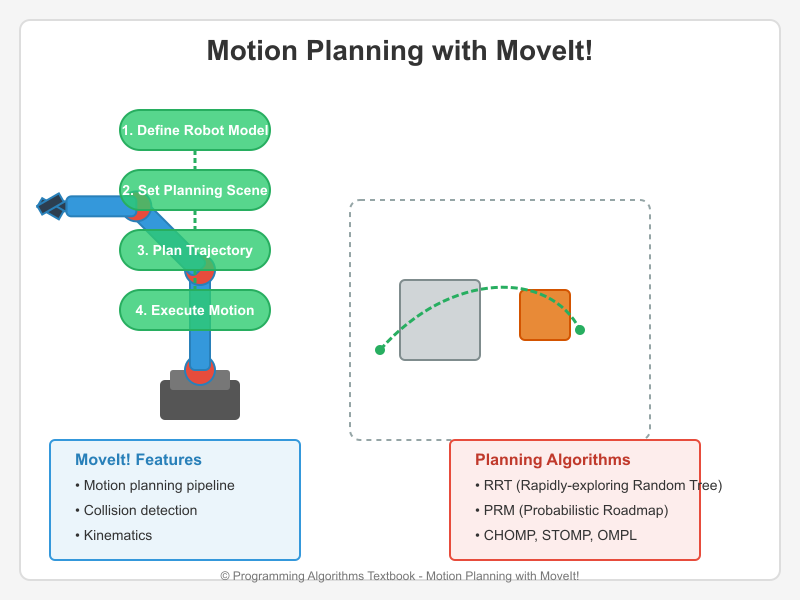 Motion Planning with MoveIt!
1. Define Robot Model
2. Set Planning Scene
3. Plan Trajectory
4. Execute Motion
MoveIt! Features
• Motion planning pipeline
• Collision detection
• Kinematics
Planning Algorithms
• RRT (Rapidly-exploring Random Tree)
• PRM (Probabilistic Roadmap)
• CHOMP, STOMP, OMPL
© Programming Algorithms Textbook - Motion Planning with MoveIt!